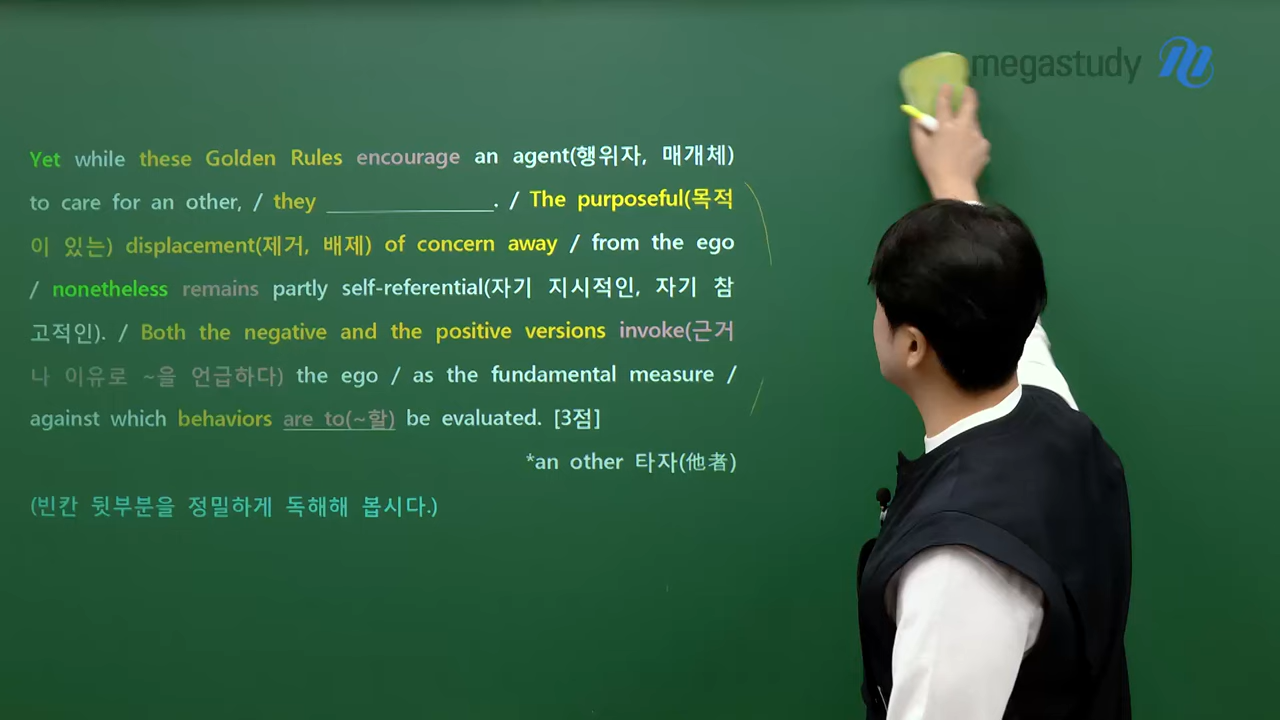 megastudy
Yet while these Golden Rules encourage an agent(행위자, 매개체)
to care for an other, / they _______________. / The purposeful(목적
이 있는) displacement(제거, 배제) of concern away / from the ego
/ nonetheless remains partly self-referential(자기 지시적인, 자기 참
고적인). / Both the negative and the positive versions invoke(근거
나 이유로 ~을 언급하다) the ego / as the fundamental measure /
against which behaviors are to(~할) be evaluated. [3점]
*an other 타자(他者)
(빈칸 뒷부분을 정밀하게 독해해 봅시다.)